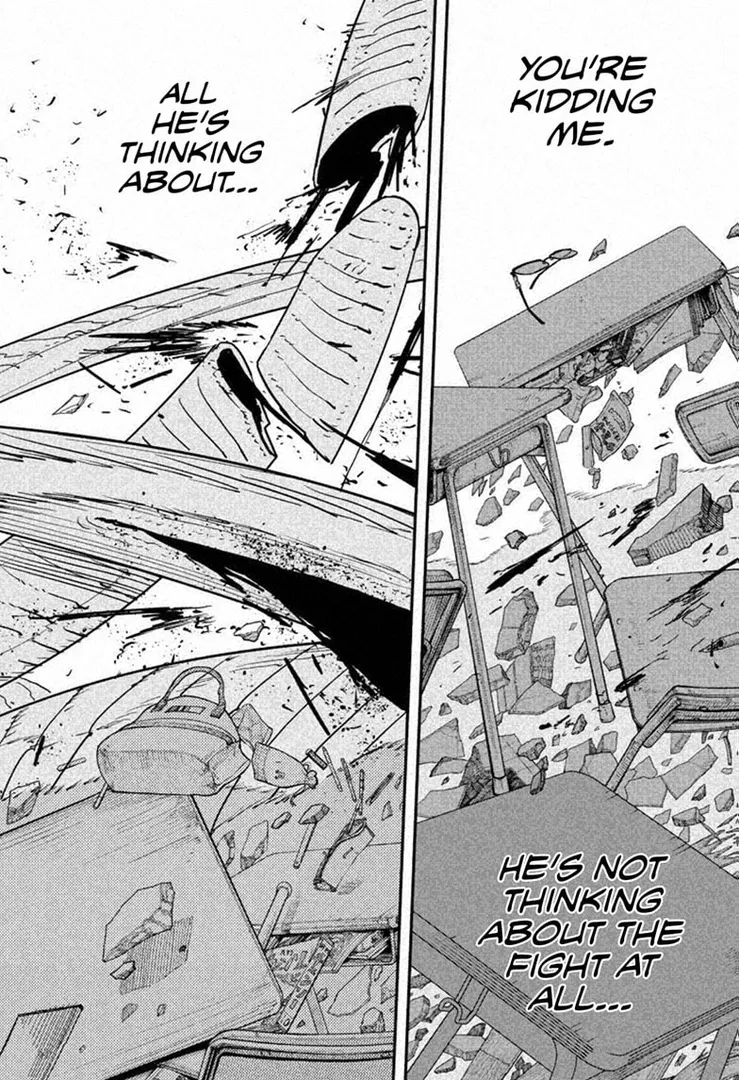 YOU'RE
KIDDING
ME.
HE'S NOT
THINKING
ABOUT THE
FIGHT AT
ALL...
ALL
HE'S
THINKING
ABOUT...